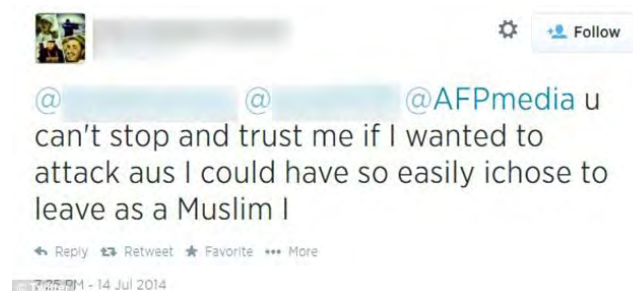 Follow
@ @ @AFPmedia u
can't stop and trust me if I wanted to
attack aus I could have so easily ichose to
leave as a Muslim I
Reply Retweet Favorite More
7:25 PM - 14 Jul 2014